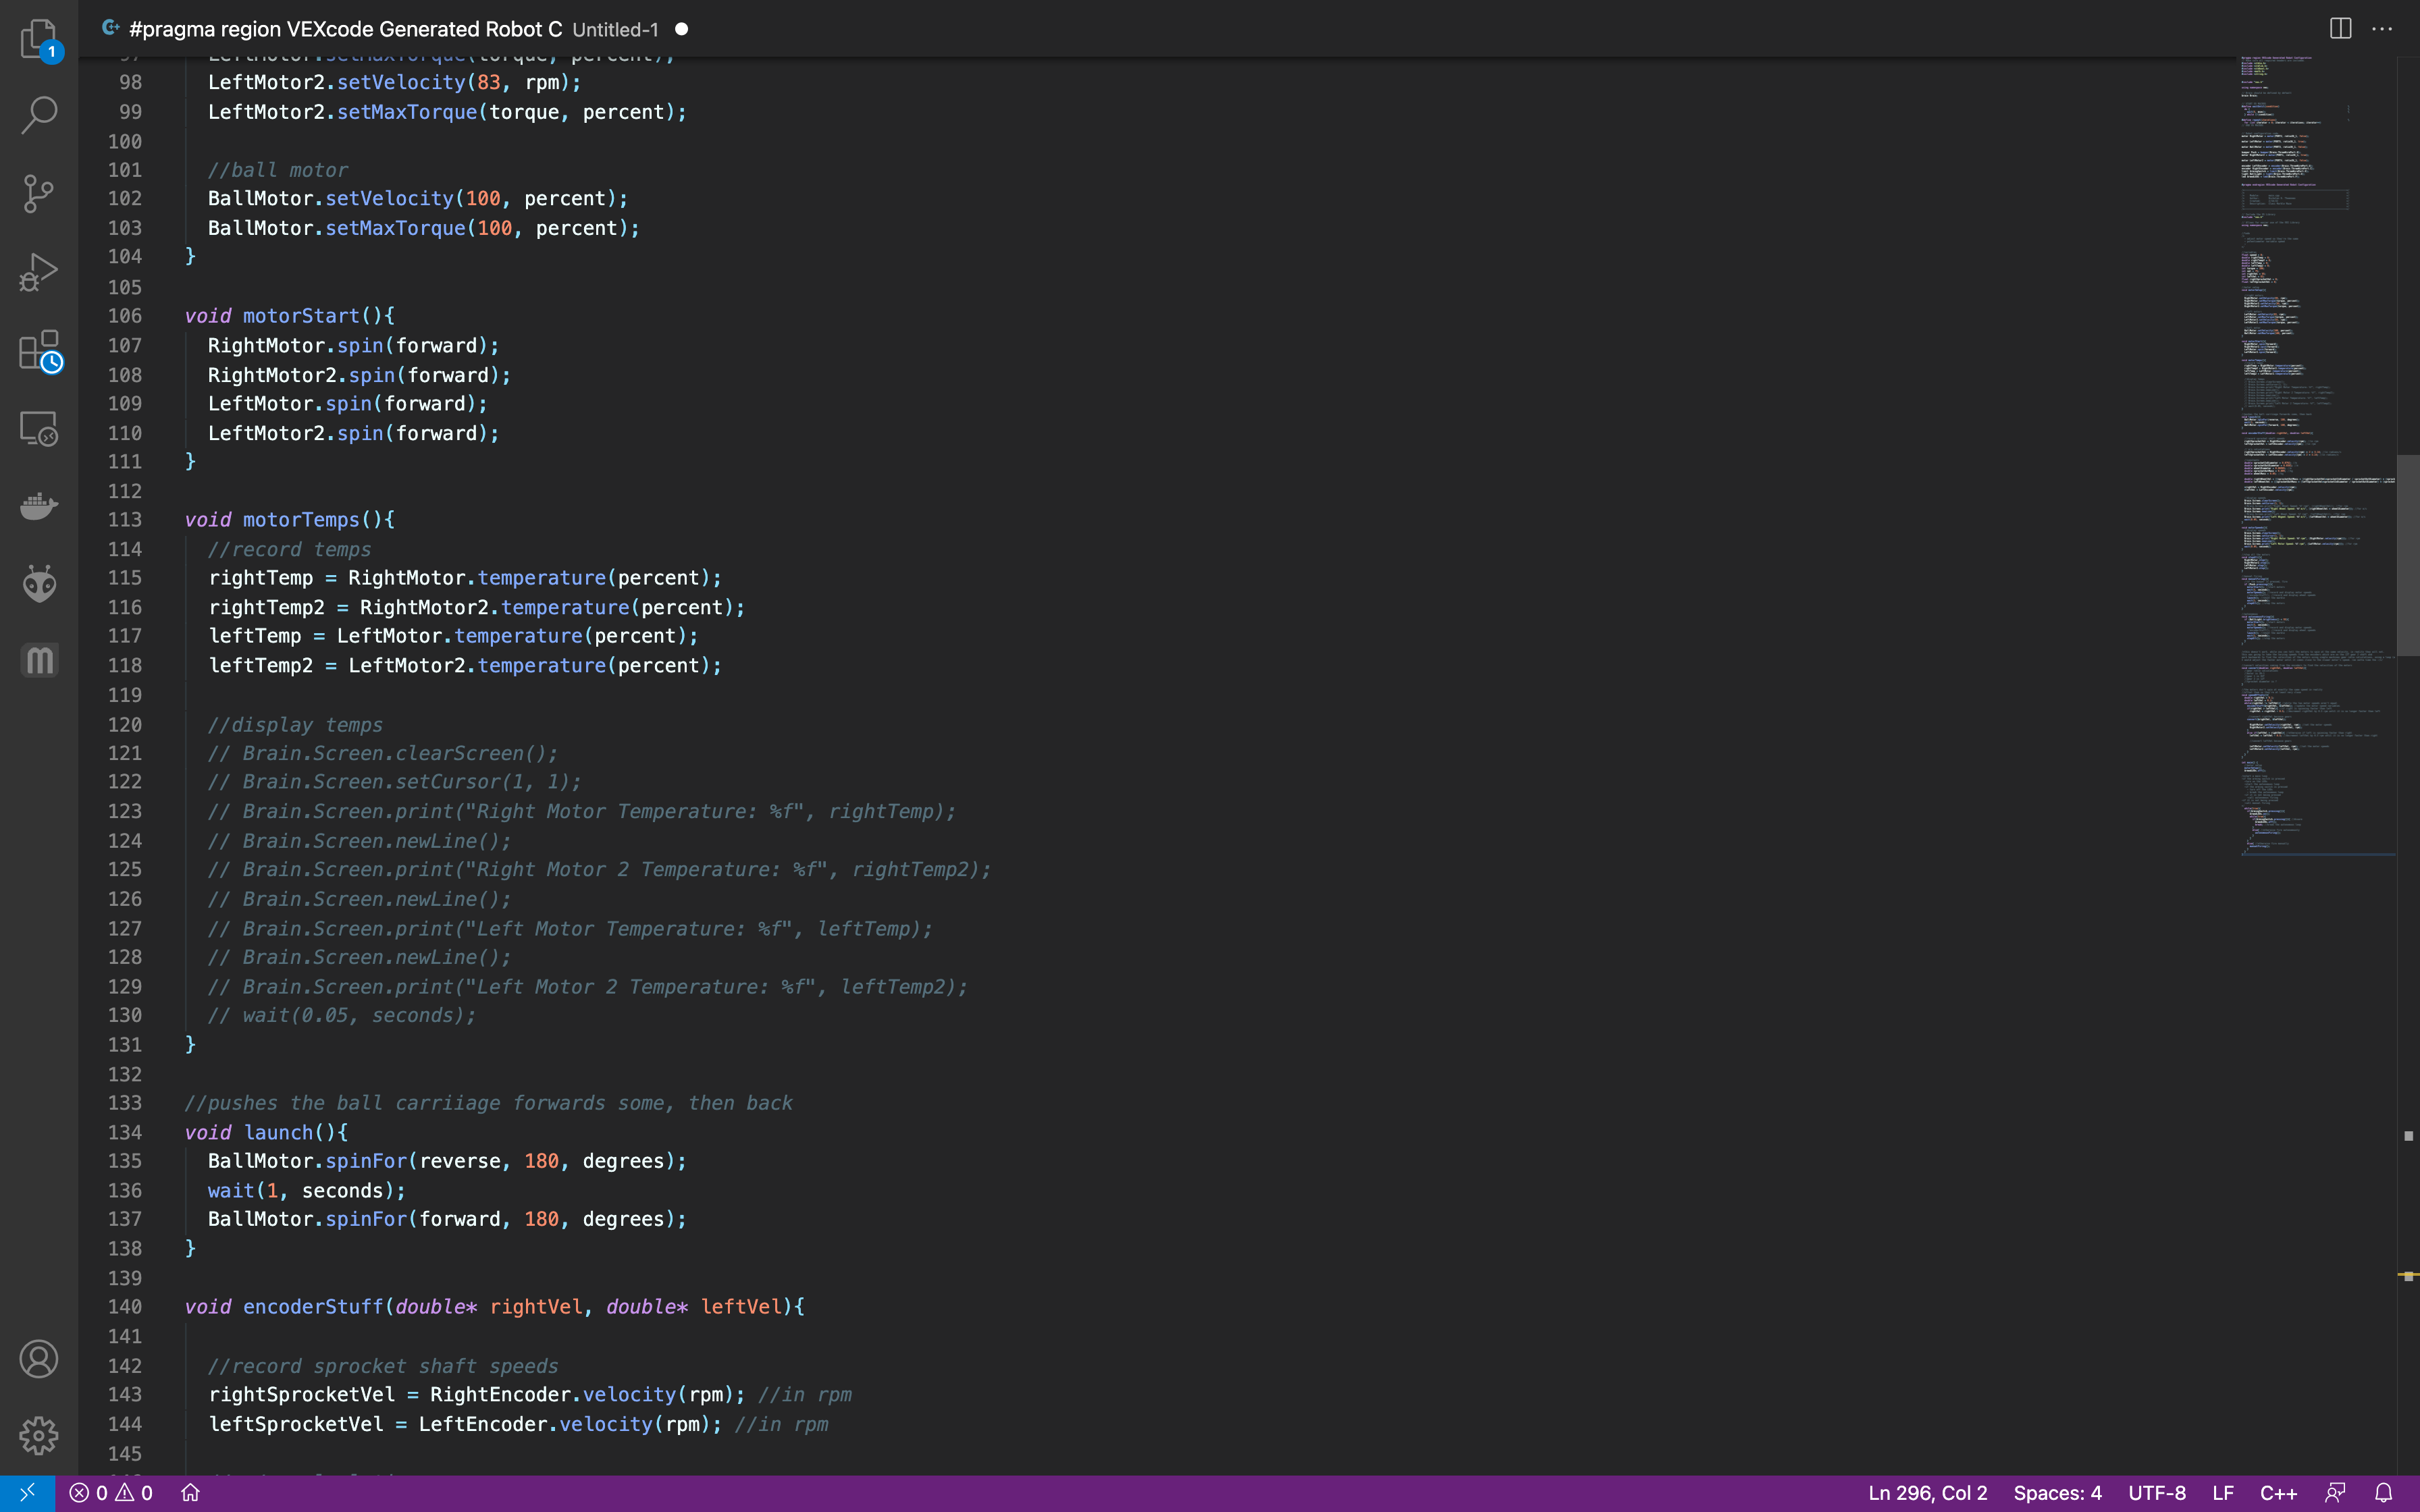 #pragma region VEXcode Generated Robot C Untitled-1
1
97 LeftMotor.setMaxTorque(torque, percent);
98 LeftMotor2.setVelocity(83, rpm);
99 LeftMotor2.setMaxTorque(torque, percent);
100
101 //ball motor
102 BallMotor.setVelocity(100, percent);
103 BallMotor.setMaxTorque(100, percent);
104 }
105
106 void motorStart(){
107 RightMotor.spin(forward);
108 RightMotor2.spin(forward);
109 LeftMotor.spin(forward);
110 LeftMotor2.spin(forward);
111 }
112
113 void motorTemps(){
114 //record temps
115 rightTemp = RightMotor.temperature(percent);
116 rightTemp2 = RightMotor2.temperature(percent);
117 leftTemp = LeftMotor.temperature(percent);
118 leftTemp2 = LeftMotor2.temperature(percent);
119
120 //display temps
121 // Brain.Screen.clearScreen();
122 // Brain.Screen.setCursor(1, 1);
123 // Brain.Screen.print("Right Motor Temperature: %f", rightTemp);
124 // Brain.Screen.newLine();
125 // Brain.Screen.print("Right Motor 2 Temperature: %f", rightTemp2);
126 // Brain.Screen.newLine();
127 // Brain.Screen.print("Left Motor Temperature: %f", leftTemp);
128 // Brain.Screen.newLine();
129 // Brain.Screen.print("Left Motor 2 Temperature: %f", leftTemp2);
130 // wait(0.05, seconds);
131 }
132
133 //pushes the ball carriiage forwards some, then back
134 void launch(){
135 BallMotor.spinFor(reverse, 180, degrees);
136 wait(1, seconds);
137 BallMotor.spinFor(forward, 180, degrees);
138 }
139
140 void encoderStuff(double* rightVel, double* leftVel){
141
142 //record sprocket shaft speeds
143 rightSprocketVel = RightEncoder.velocity(rpm); //in rpm
144 leftSprocketVel = LeftEncoder.velocity(rpm); //in rpm
145
0 0 Ln 296, Col 2 Spaces: 4 UTF-8 LF C++